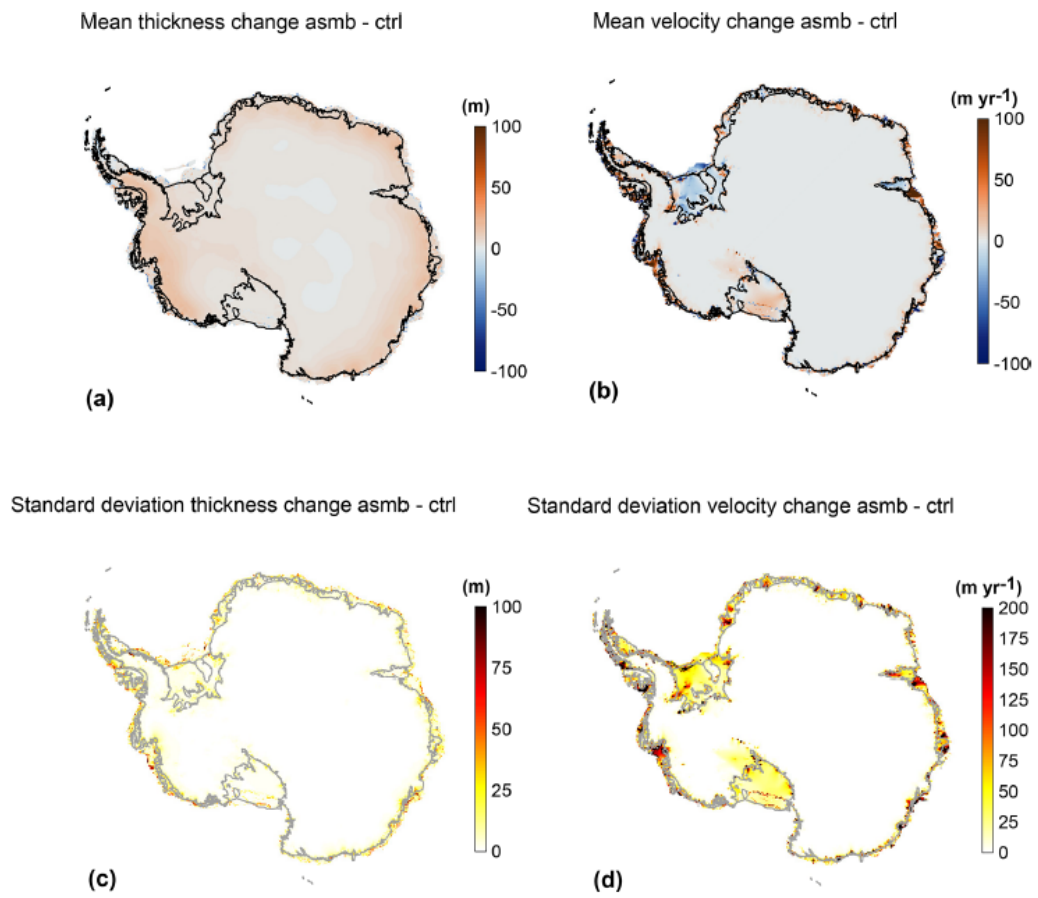 Mean thickness change asmb - ctrl
Mean velocity change asmb - ctrl
(m)
100
50
0
-50
-100
(a)
(m yr-1)
100
50
0
-50
-100
(b)
Standard deviation thickness change asmb - ctrl
Standard deviation velocity change asmb - ctrl
(m)
100
75
50
25
0
(c)
(m yr-1)
200
175
150
125
100
75
50
25
0
(d)